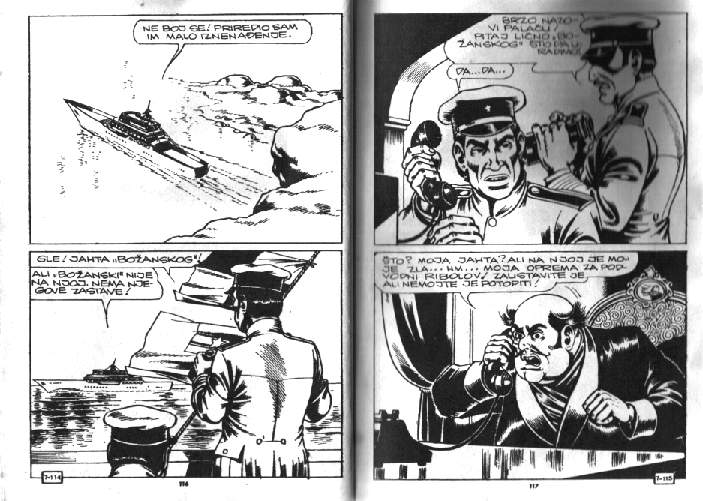 NE BOJ SE! PRIREDIO SAM
IM MALO IZNENAĐENJE.
GLE! JAHTA „BOŽANSKOG"!
ALI „BOŽANSKI" NIJE
NA NJOJ. NEMA NJE-
GOVE ZASTAVE!
7-114
116
BRZO NAZO-
VI PALAČU!
PITAJ LIČNO „BO-
ŽANSKOG" ŠTO DA
RADIMO!
DA...DA...
ŠTO? MOJA JAHTA? ALI NA NJOJ JE MO-
JE ZLA... HM... MOJA OPREMA ZA POD-
VODNI RIBOLOV! ZAUSTAVITE JE,
ALI NEMOJTE JE POTOPITI!
117
7-115